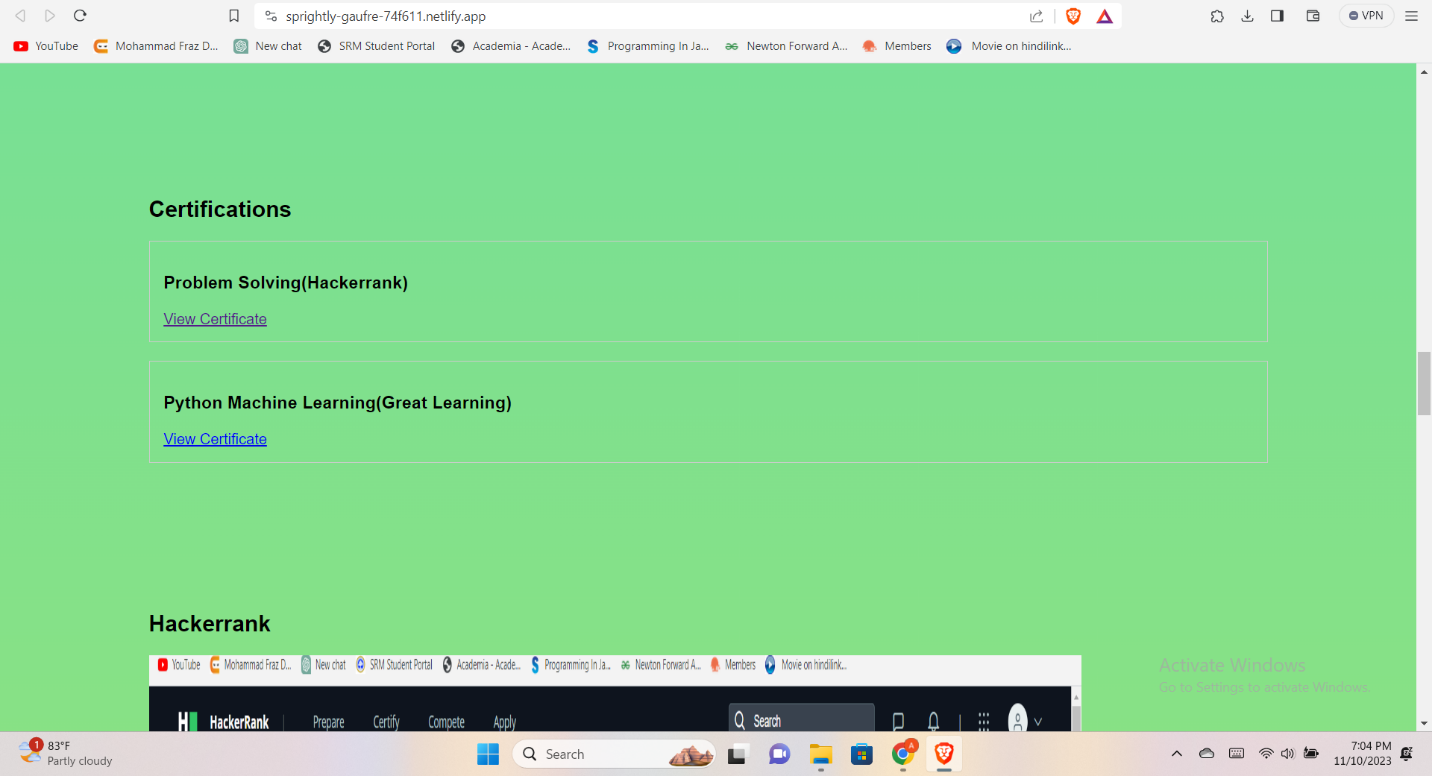 sprightly-gaufre-74f611.netlify.app
VPN
YouTube
Mohammad Fraz D...
New chat
SRM Student Portal
Academia - Acade...
Programming In Ja...
Newton Forward A...
Members
Movie on hindilink...
Certifications
Problem Solving(Hackerrank)
View Certificate
Python Machine Learning(Great Learning)
View Certificate
Hackerrank
YouTube
Mohammad Fraz D...
New chat
SRM Student Portal
Academia - Acade...
Programming In Ja...
Newton Forward A...
Members
Movie on hindilink...
HackerRank
Prepare
Certify
Compete
Apply
Search
Activate Windows
Go to Settings to activate Windows.
1
83°F
Partly cloudy
Search
A
7:04 PM
11/10/2023